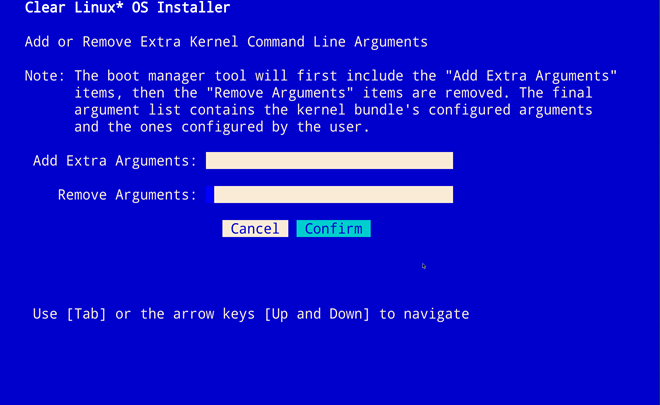 Clear Linux* OS Installer
Add or Remove Extra Kernel Command Line Arguments
Note: The boot manager tool will first include the "Add Extra Arguments"
items, then the "Remove Arguments" items are removed. The final
argument list contains the kernel bundle's configured arguments
and the ones configured by the user.
Add Extra Arguments:
Remove Arguments:
Cancel Confirm
Use [Tab] or the arrow keys [Up and Down] to navigate